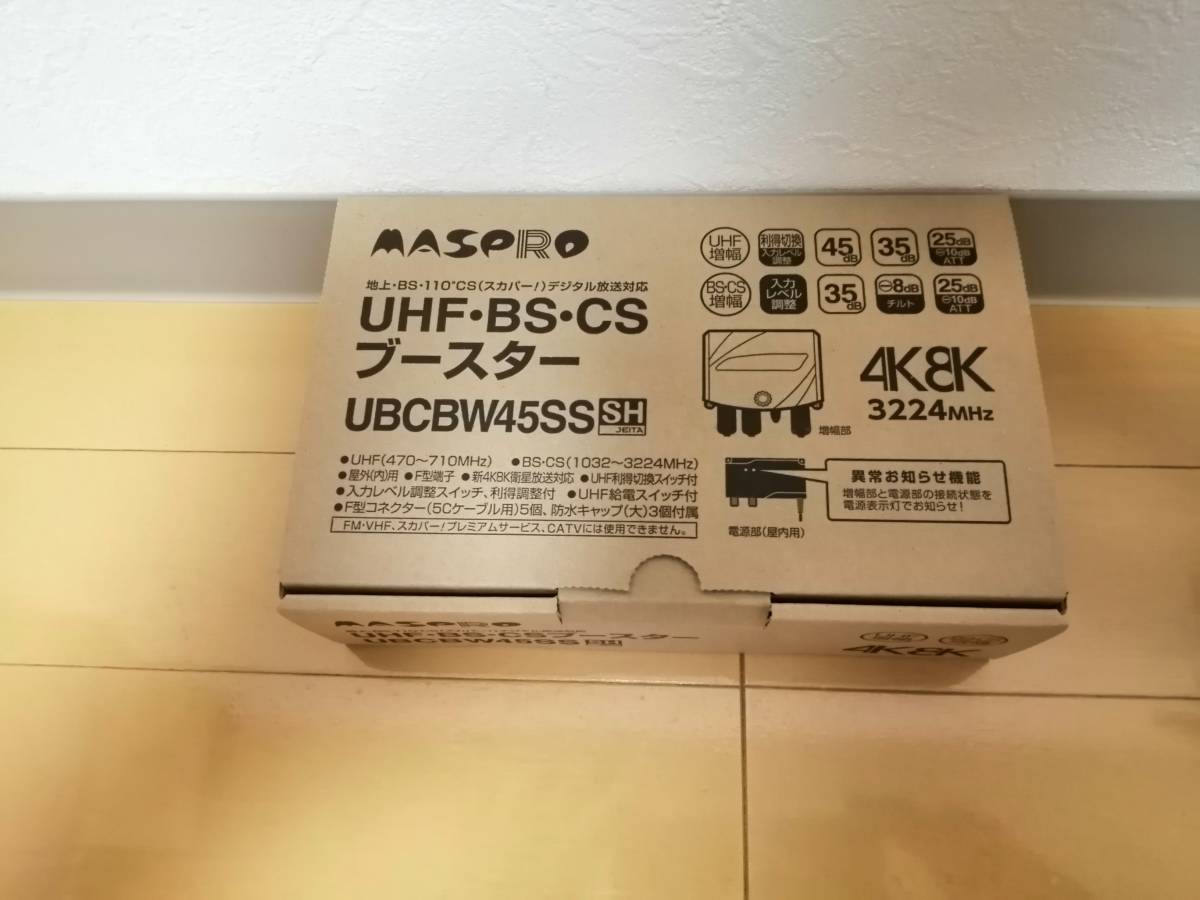 MASPRO
地上・BS・110°CS(スカパー!)デジタル放送対応
UHF・BS・CS
ブースター
UBCBW45SS SH
JEITA
UHF
増幅
利得切換
入力レベル
調整
45dB
35dB
25dB
⊖10dB
ATT
BS・CS
増幅
入力
レベル
調整
35dB
⊖8dB
チルト
25dB
⊖10dB
ATT
増幅部
4K8K
3224MHz
●UHF(470〜710MHz) ●BS・CS(1032〜3224MHz)
●屋外(内)用 ●F型端子 ●新4K8K衛星放送対応 ●UHF利得切換スイッチ付
●入力レベル調整スイッチ、利得調整付 ●UHF給電スイッチ付
●F型コネクター(5Cケーブル用)5個、防水キャップ(大)3個付属
FM・VHF、スカパー!プレミアムサービス、CATVには使用できません。
異常お知らせ機能
増幅部と電源部の接続状態を
電源表示灯でお知らせ!
電源部(屋内用)
MASPRO
UHF・BS・CSブースター
UBCBW45SS SH
4K8K